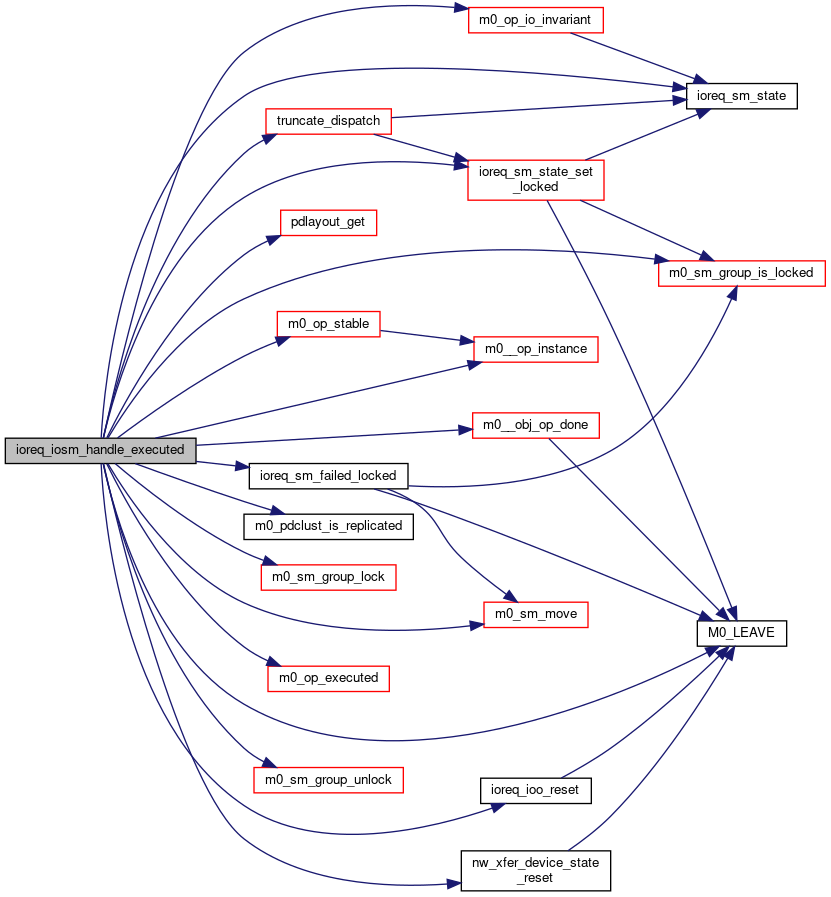 m0_op_io_invariant
ioreq_sm_state
truncate_dispatch
ioreq_sm_state_set
_locked
pdlayout_get
m0_sm_group_is_locked
m0_op_stable
m0__op_instance
m0__obj_op_done
ioreq_iosm_handle_executed
ioreq_sm_failed_locked
m0_pdclust_is_replicated
m0_sm_group_lock
m0_sm_move
M0_LEAVE
m0_op_executed
m0_sm_group_unlock
ioreq_ioo_reset
nw_xfer_device_state
_reset